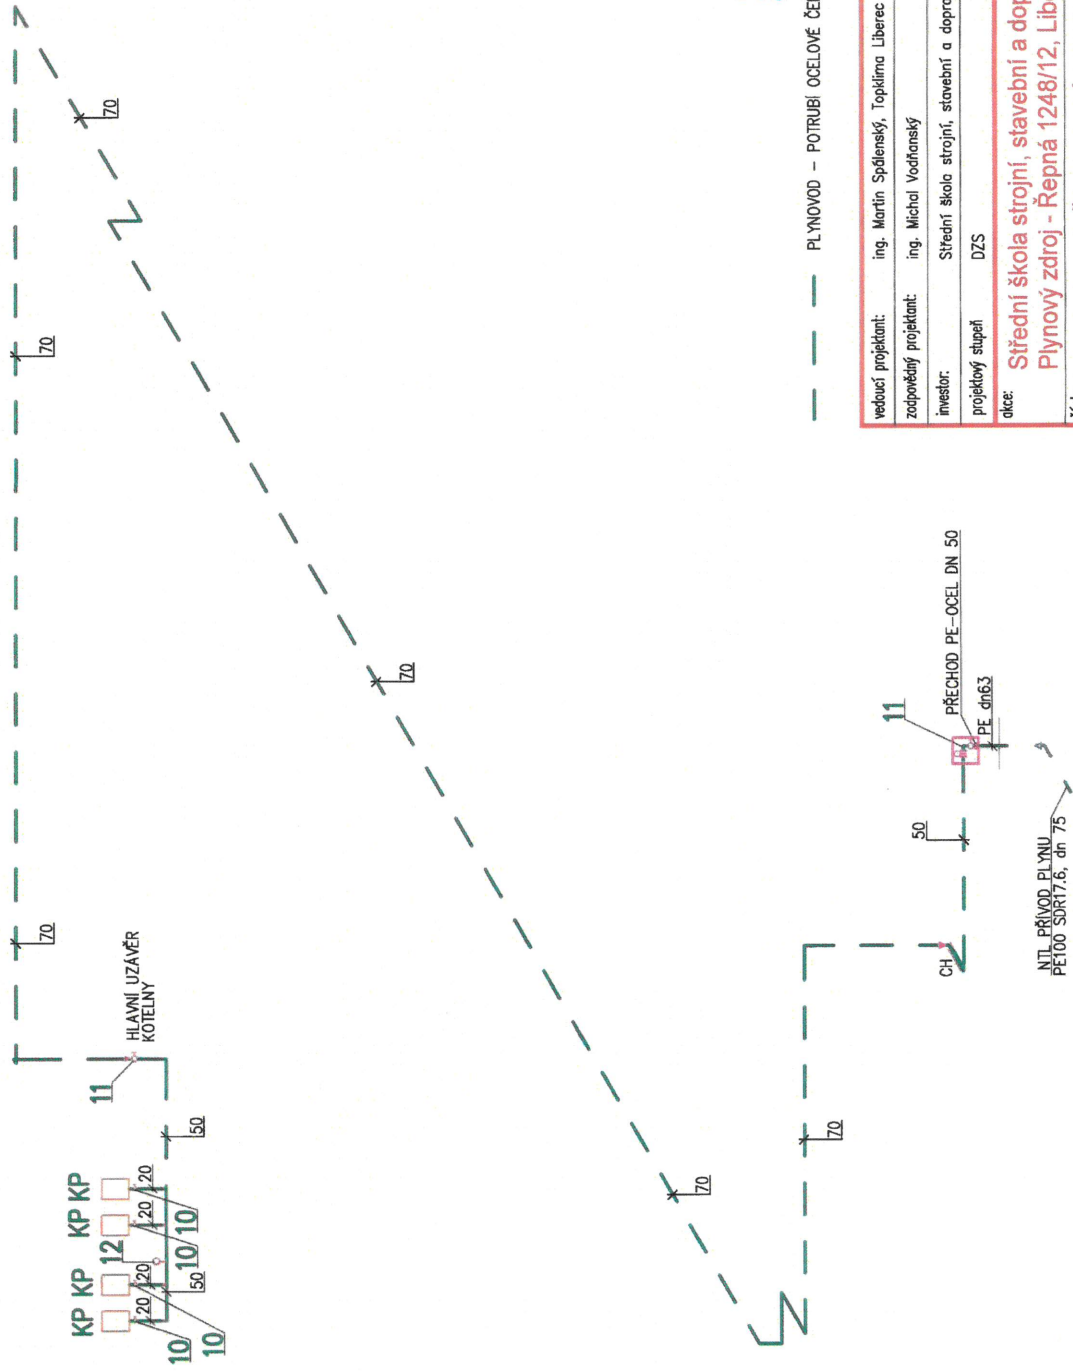 70
70
70
HLAVNÍ UZÁVĚR
KOTELNY
11
50
KP KP KP KP
12
20 20 20 20
10 10 10 10
50
70
70
70
CH
50
11
PŘECHOD PE-OCEL DN 50
PE dn63
NTL PŘÍVOD PLYNU
PE100 SDR17.6, dn 75
PLYNOVOD - POTRUBÍ OCELOVÉ
vedoucí projektant: ing. Martin Spálenský, Topklima Liberec
zodpovědný projektant: ing. Michal Vodňanský
investor: Střední škola strojní, stavební a dopro
projektový stupeň DZS
akce: Střední škola strojní, stavební a dop
Plynový zdroj - Řepná 1248/12, Libe